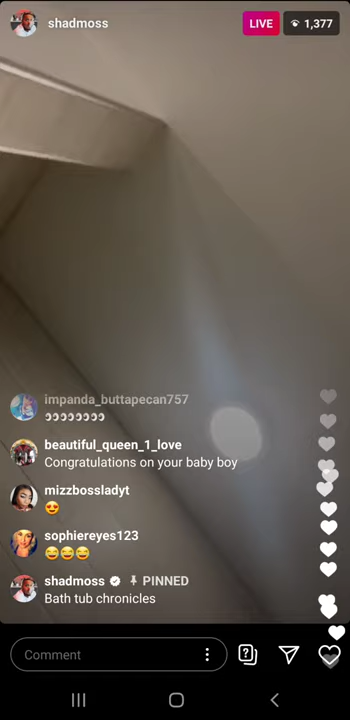 shadmoss
LIVE
1,377
impanda_buttapecan757
👀👀👀👀
beautiful_queen_1_love
Congratulations on your baby boy
mizzbossladyt
😍
sophiereyes123
😂😂😂
shadmoss PINNED
Bath tub chronicles
Comment